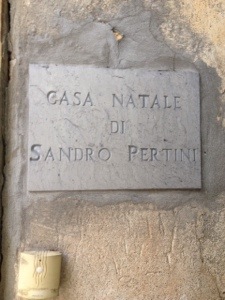 CASA NATALE
DI
SANDRO PERTINI